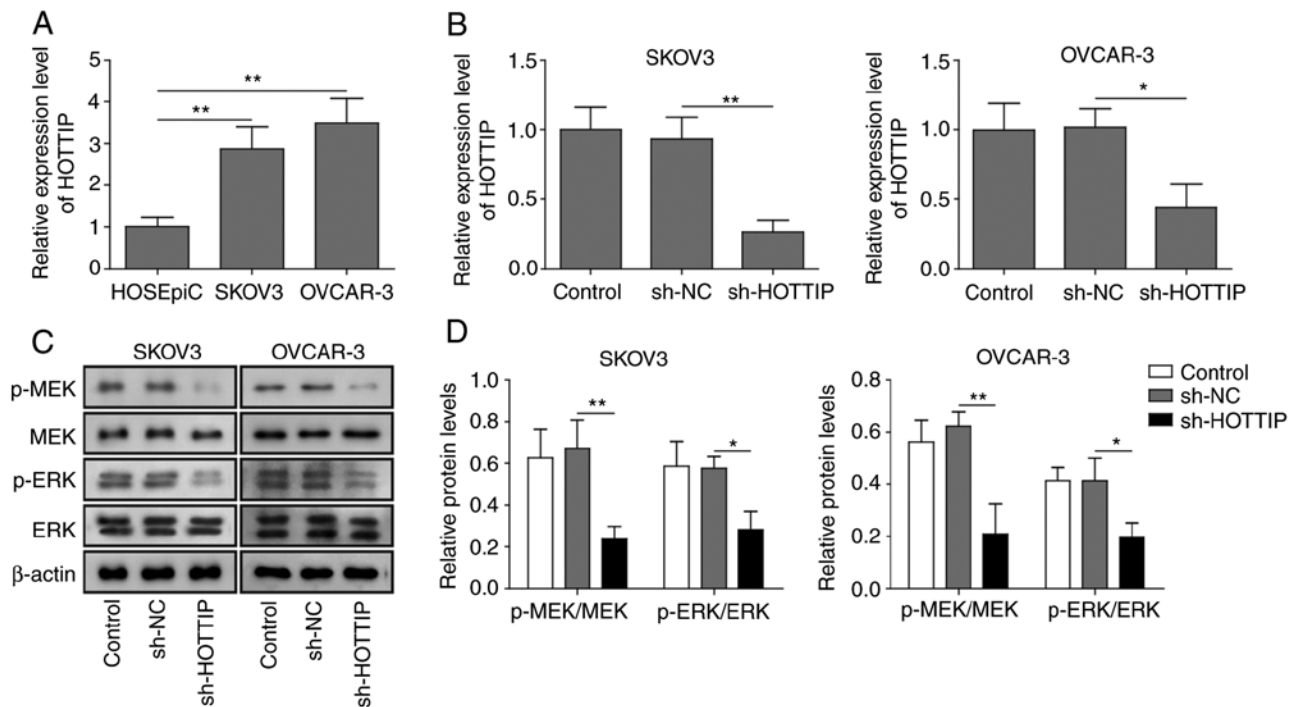 A
Relative expression level
of HOTTIP
5
4
3
2
1
0
**
**
HOSEpiC SKOV3 OVCAR-3
B
SKOV3
Relative expression level
of HOTTIP
1.5
1.0
0.5
0.0
**
Control sh-NC sh-HOTTIP
OVCAR-3
Relative expression level
of HOTTIP
1.5
1.0
0.5
0.0
*
Control sh-NC sh-HOTTIP
C
SKOV3 OVCAR-3
p-MEK
MEK
p-ERK
ERK
β-actin
Control
sh-NC
sh-HOTTIP
Control
sh-NC
sh-HOTTIP
D
SKOV3
Relative protein levels
1.0
0.8
0.6
0.4
0.2
0.0
**
*
p-MEK/MEK p-ERK/ERK
OVCAR-3
Relative protein levels
0.8
0.6
0.4
0.2
0.0
**
*
p-MEK/MEK p-ERK/ERK
Control
sh-NC
sh-HOTTIP